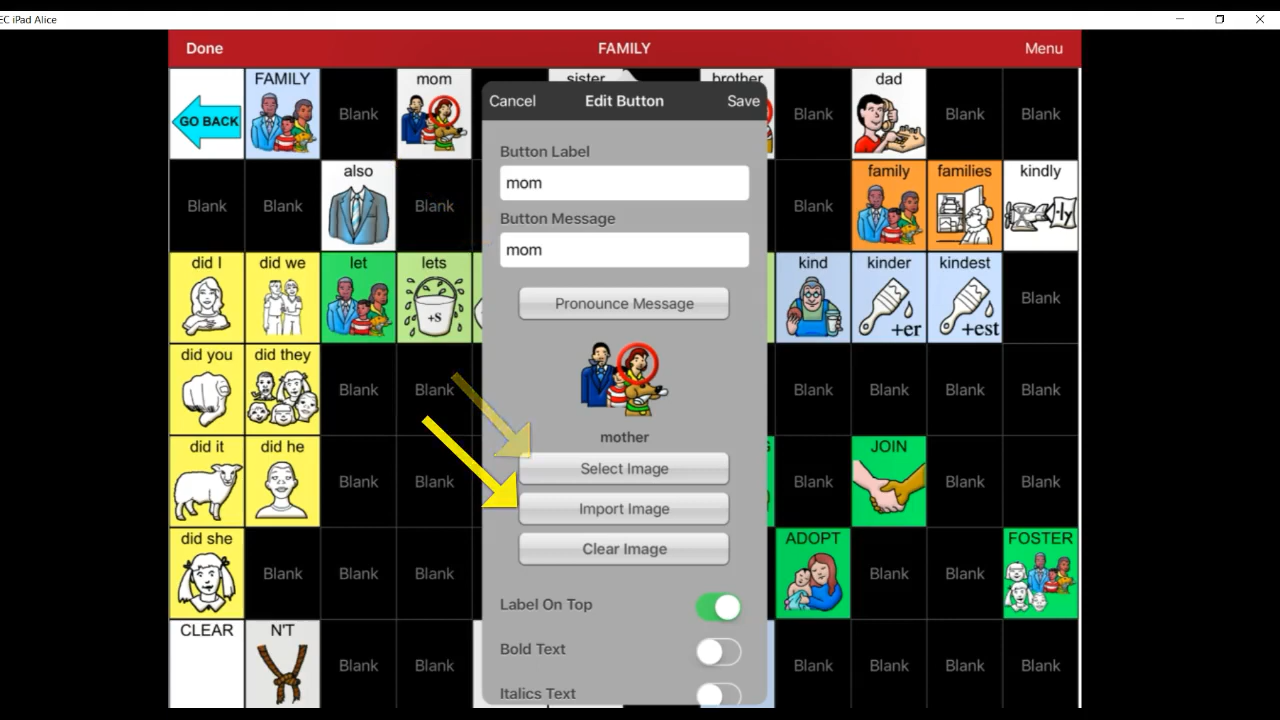 EC iPad Alice
Done FAMILY Menu
GO BACK FAMILY Blank mom sister brother Blank dad Blank Blank
Cancel Edit Button Save
Button Label
mom
Button Message
mom
Pronounce Message
mother
Select Image
Import Image
Clear Image
Label On Top
Bold Text
Italics Text
Blank Blank also Blank Blank family families kindly -ly
did I did we let lets +S kind kinder +er kindest +est Blank
did you did they Blank Blank Blank Blank Blank Blank
did it did he Blank Blank Blank JOIN Blank Blank
did she Blank Blank Blank ADOPT Blank Blank FOSTER
CLEAR N'T Blank Blank Blank Blank Blank Blank